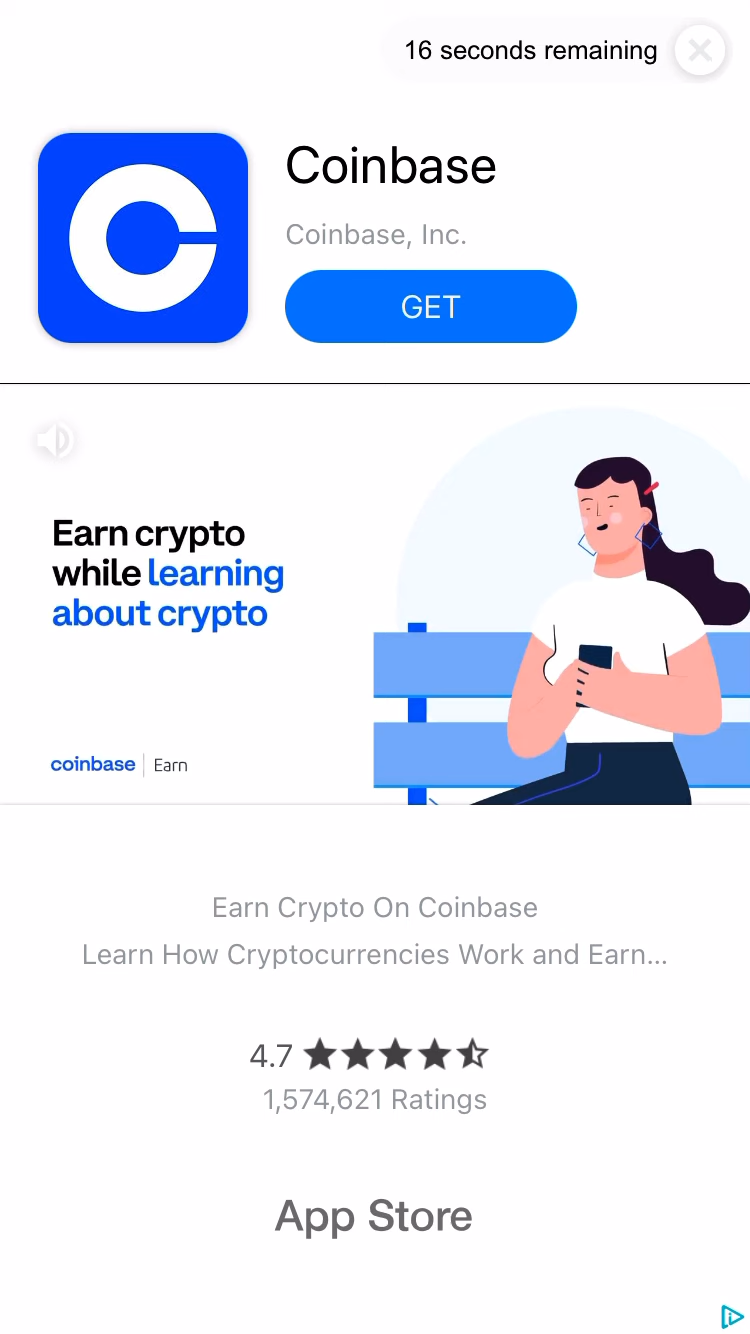 16 seconds remaining
Coinbase
Coinbase, Inc.
GET
Earn crypto
while learning
about crypto
coinbase | Earn
Earn Crypto On Coinbase
Learn How Cryptocurrencies Work and Earn...
4.7
1,574,621 Ratings
App Store